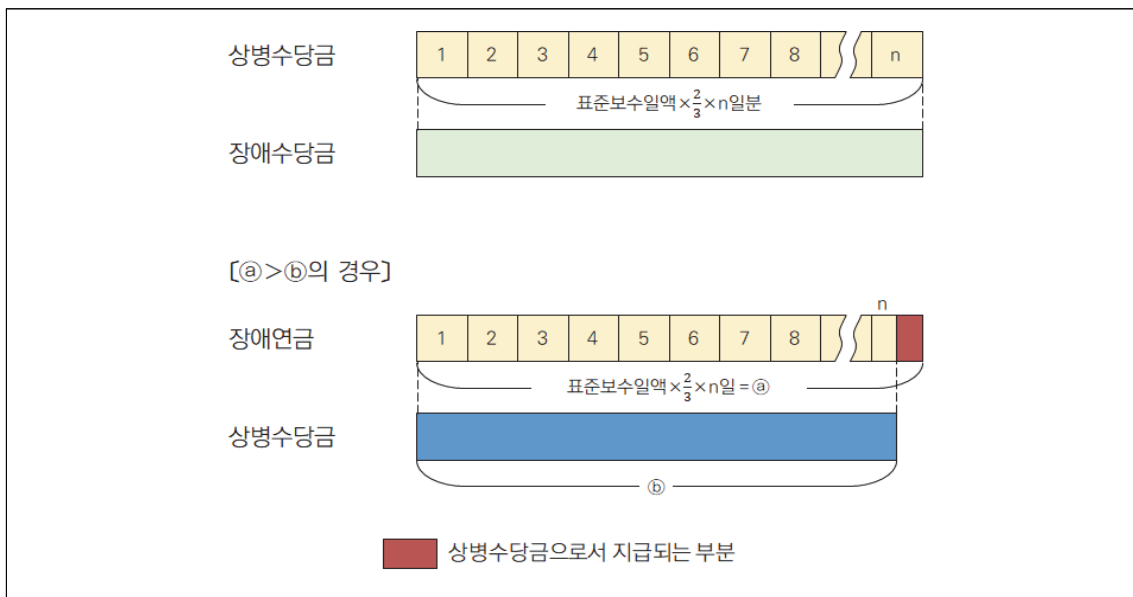 상병수당금 1 2 3 4 5 6 7 8 n
표준보수일액×2/3×n일분
장애수당금
〔ⓐ>ⓑ의 경우〕
n
장애연금 1 2 3 4 5 6 7 8
표준보수일액×2/3×n일=ⓐ
상병수당금
ⓑ
상병수당금으로서 지급되는 부분